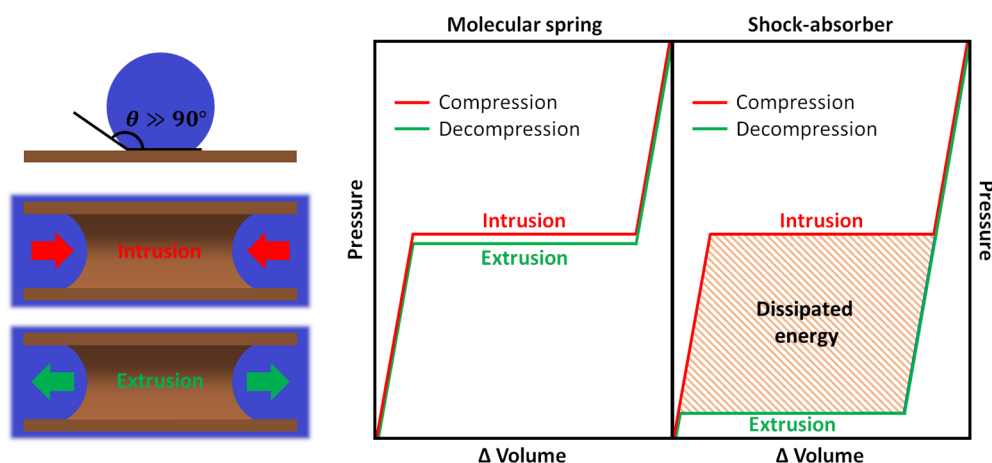 θ ≫ 90°
Intrusion
Extrusion
Molecular spring
Compression
Decompression
Intrusion
Extrusion
Pressure
Δ Volume
Shock-absorber
Compression
Decompression
Intrusion
Dissipated
energy
Extrusion
Pressure
Δ Volume